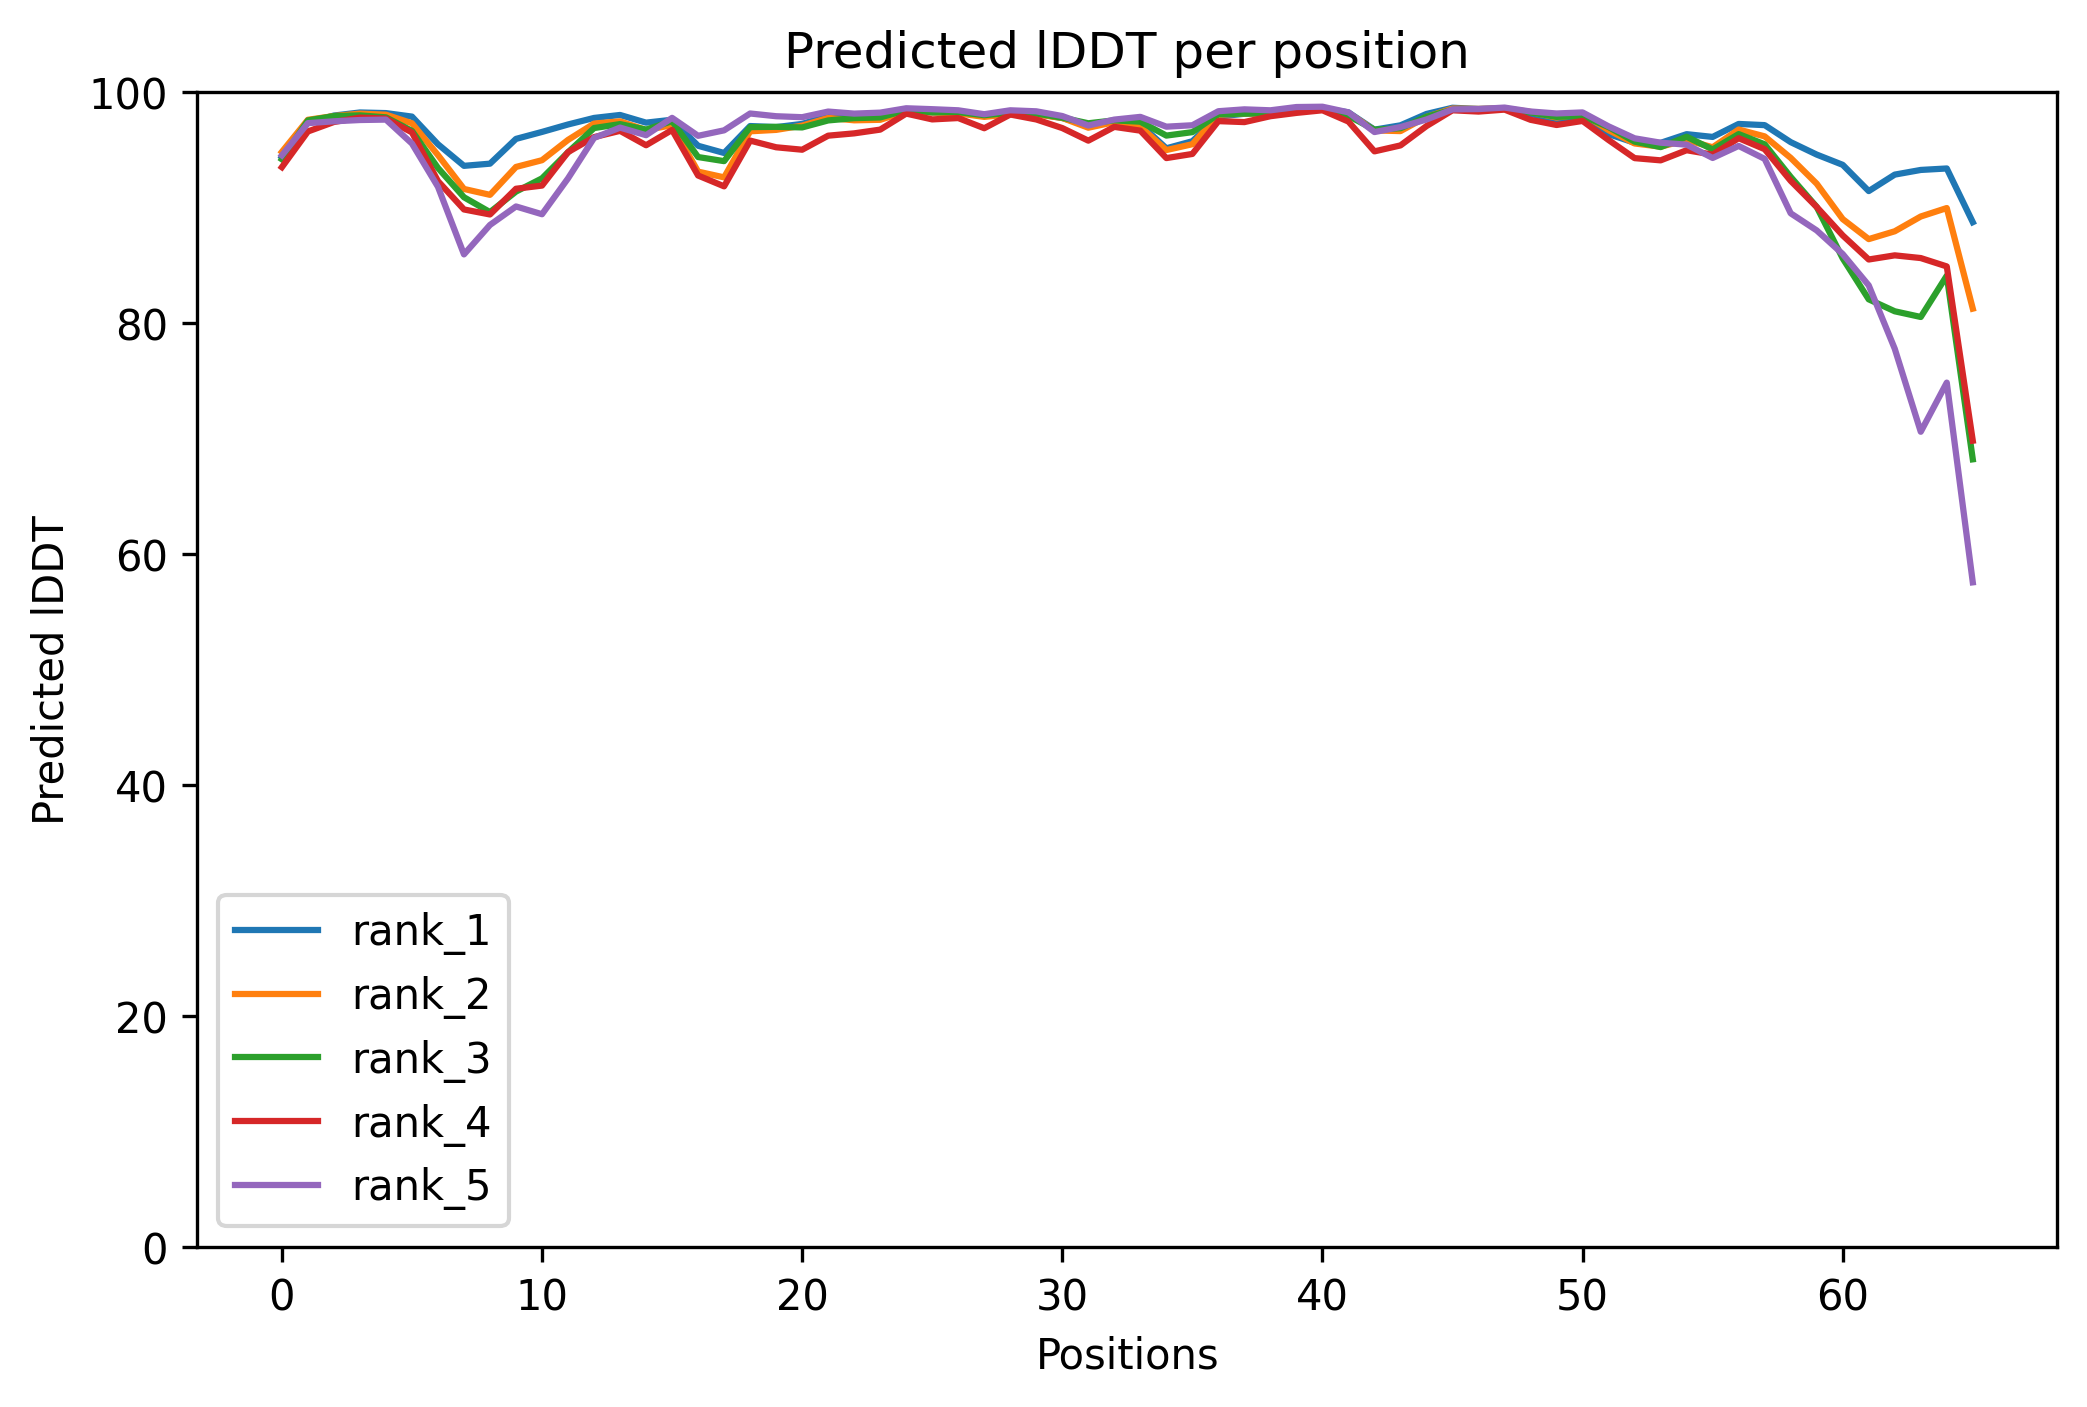 Predicted lDDT per position
100
80
60
40
20
0
Predicted lDDT
rank_1
rank_2
rank_3
rank_4
rank_5
0 10 20 30 40 50 60
Positions